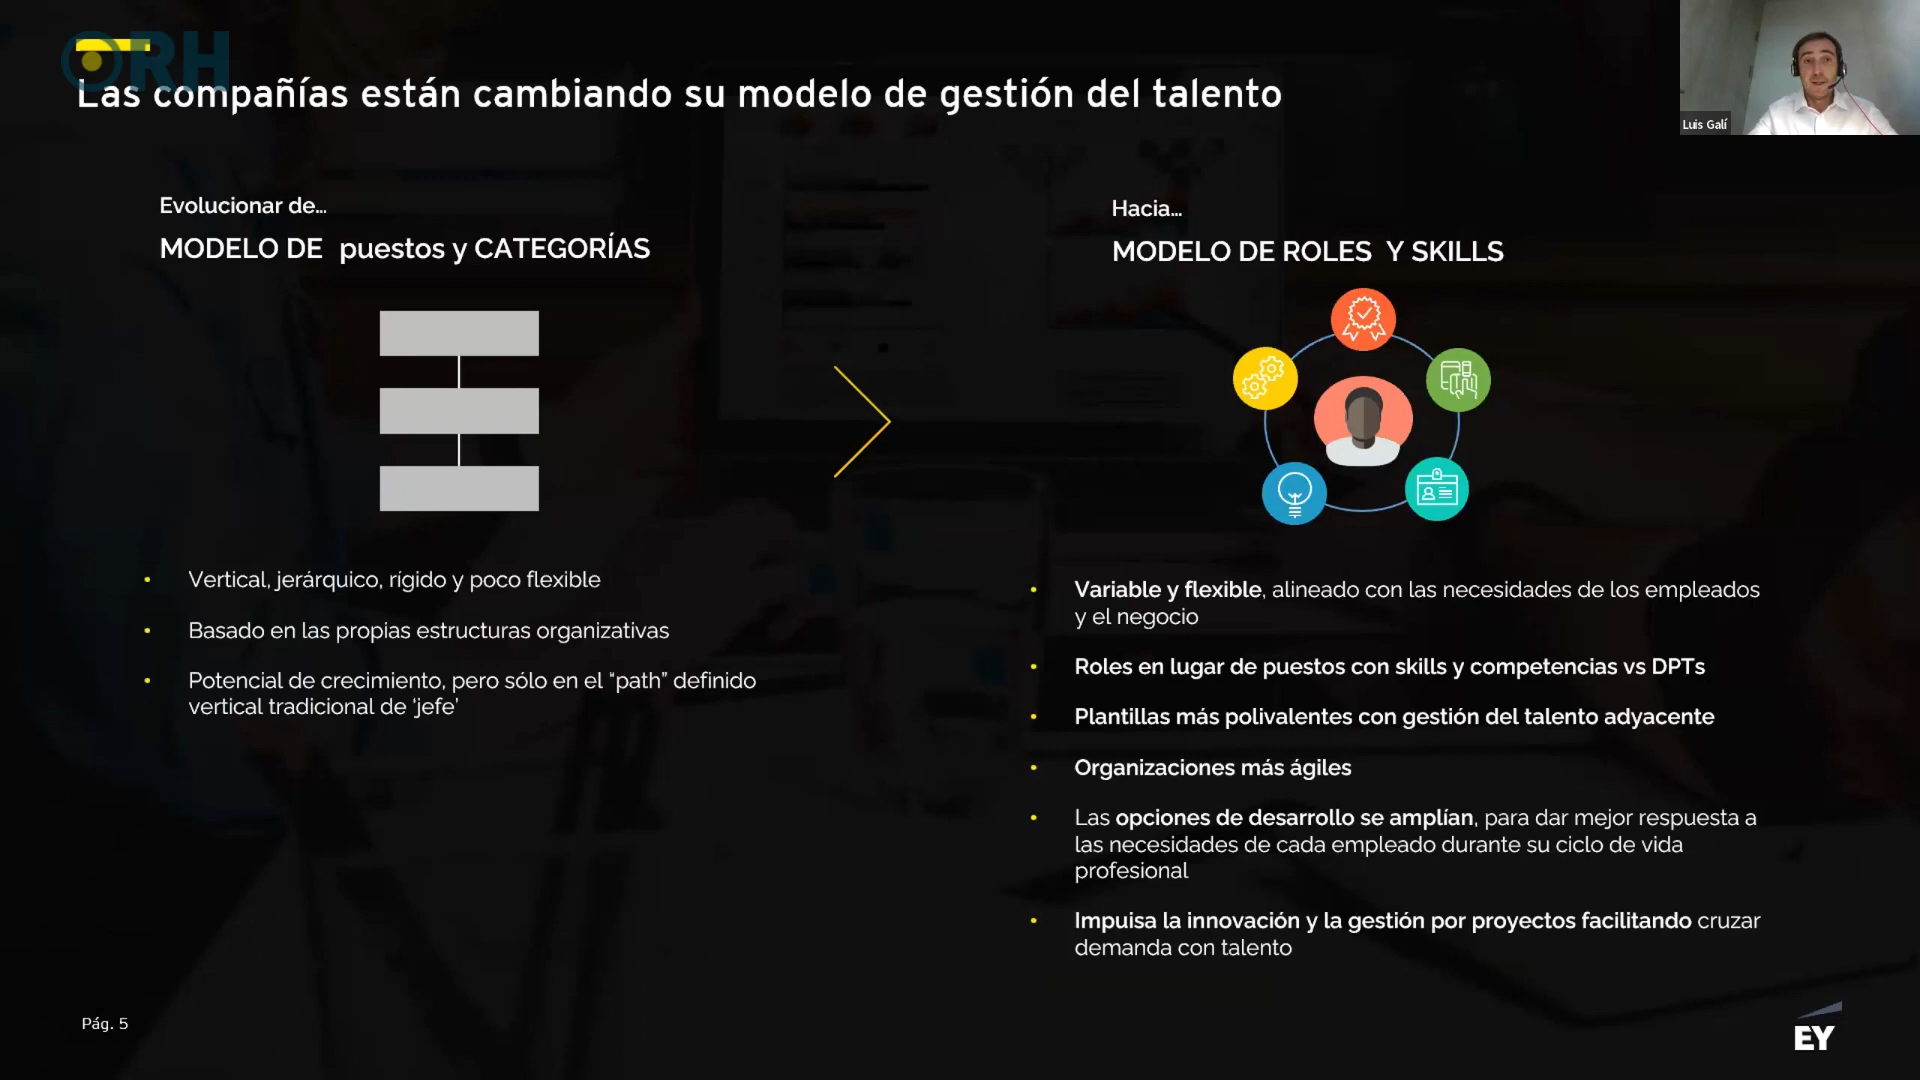 ORH
Las compañías están cambiando su modelo de gestión del talento
Luis Galí
Evolucionar de...
MODELO DE puestos y CATEGORÍAS
Vertical, jerárquico, rígido y poco flexible
Basado en las propias estructuras organizativas
Potencial de crecimiento, pero sólo en el “path” definido
vertical tradicional de ‘jefe’
Hacia...
MODELO DE ROLES Y SKILLS
Variable y flexible, alineado con las necesidades de los empleados
y el negocio
Roles en lugar de puestos con skills y competencias vs DPTs
Plantillas más polivalentes con gestión del talento adyacente
Organizaciones más ágiles
Las opciones de desarrollo se amplían, para dar mejor respuesta a
las necesidades de cada empleado durante su ciclo de vida
profesional
Impuisa la innovación y la gestión por proyectos facilitando cruzar
demanda con talento
Pág. 5
EY